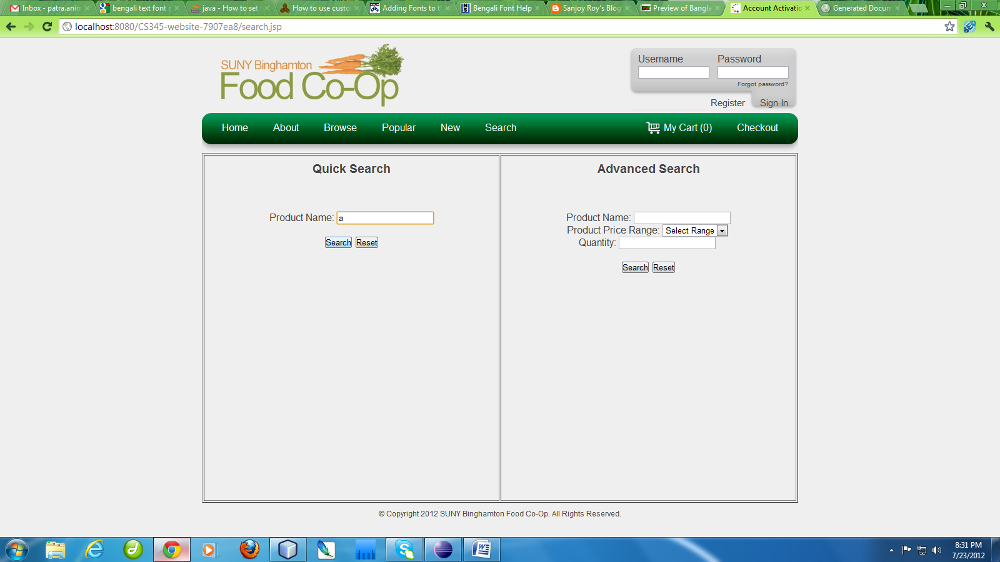 Inbox - patra.anim
bengali text font c
java - How to set
How to use custo
Adding Fonts to t
Bengali Font Help
Sanjoy Roy's Blog
Preview of Bangla
Account Activatio
Generated Docum
localhost:8080/CS345-website-7907ea8/search.jsp
SUNY Binghamton
Food Co-Op
Username Password
Forgot password?
Register Sign-In
Home About Browse Popular New Search My Cart (0) Checkout
Quick Search
Product Name: a
Search Reset
Advanced Search
Product Name:
Product Price Range: Select Range
Quantity:
Search Reset
© Copyright 2012 SUNY Binghamton Food Co-Op. All Rights Reserved.
8:31 PM
7/23/2012